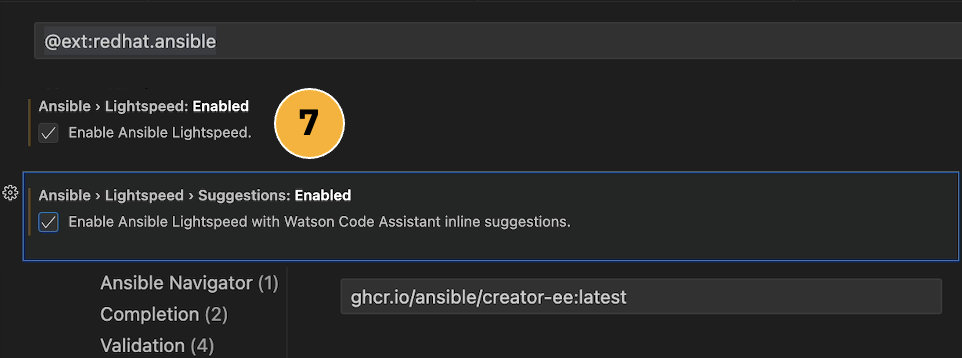 @ext:redhat.ansible
Ansible › Lightspeed: Enabled
Enable Ansible Lightspeed.
7
Ansible › Lightspeed › Suggestions: Enabled
Enable Ansible Lightspeed with Watson Code Assistant inline suggestions.
Ansible Navigator (1)
ghcr.io/ansible/creator-ee:latest
Completion (2)
Validation (4)